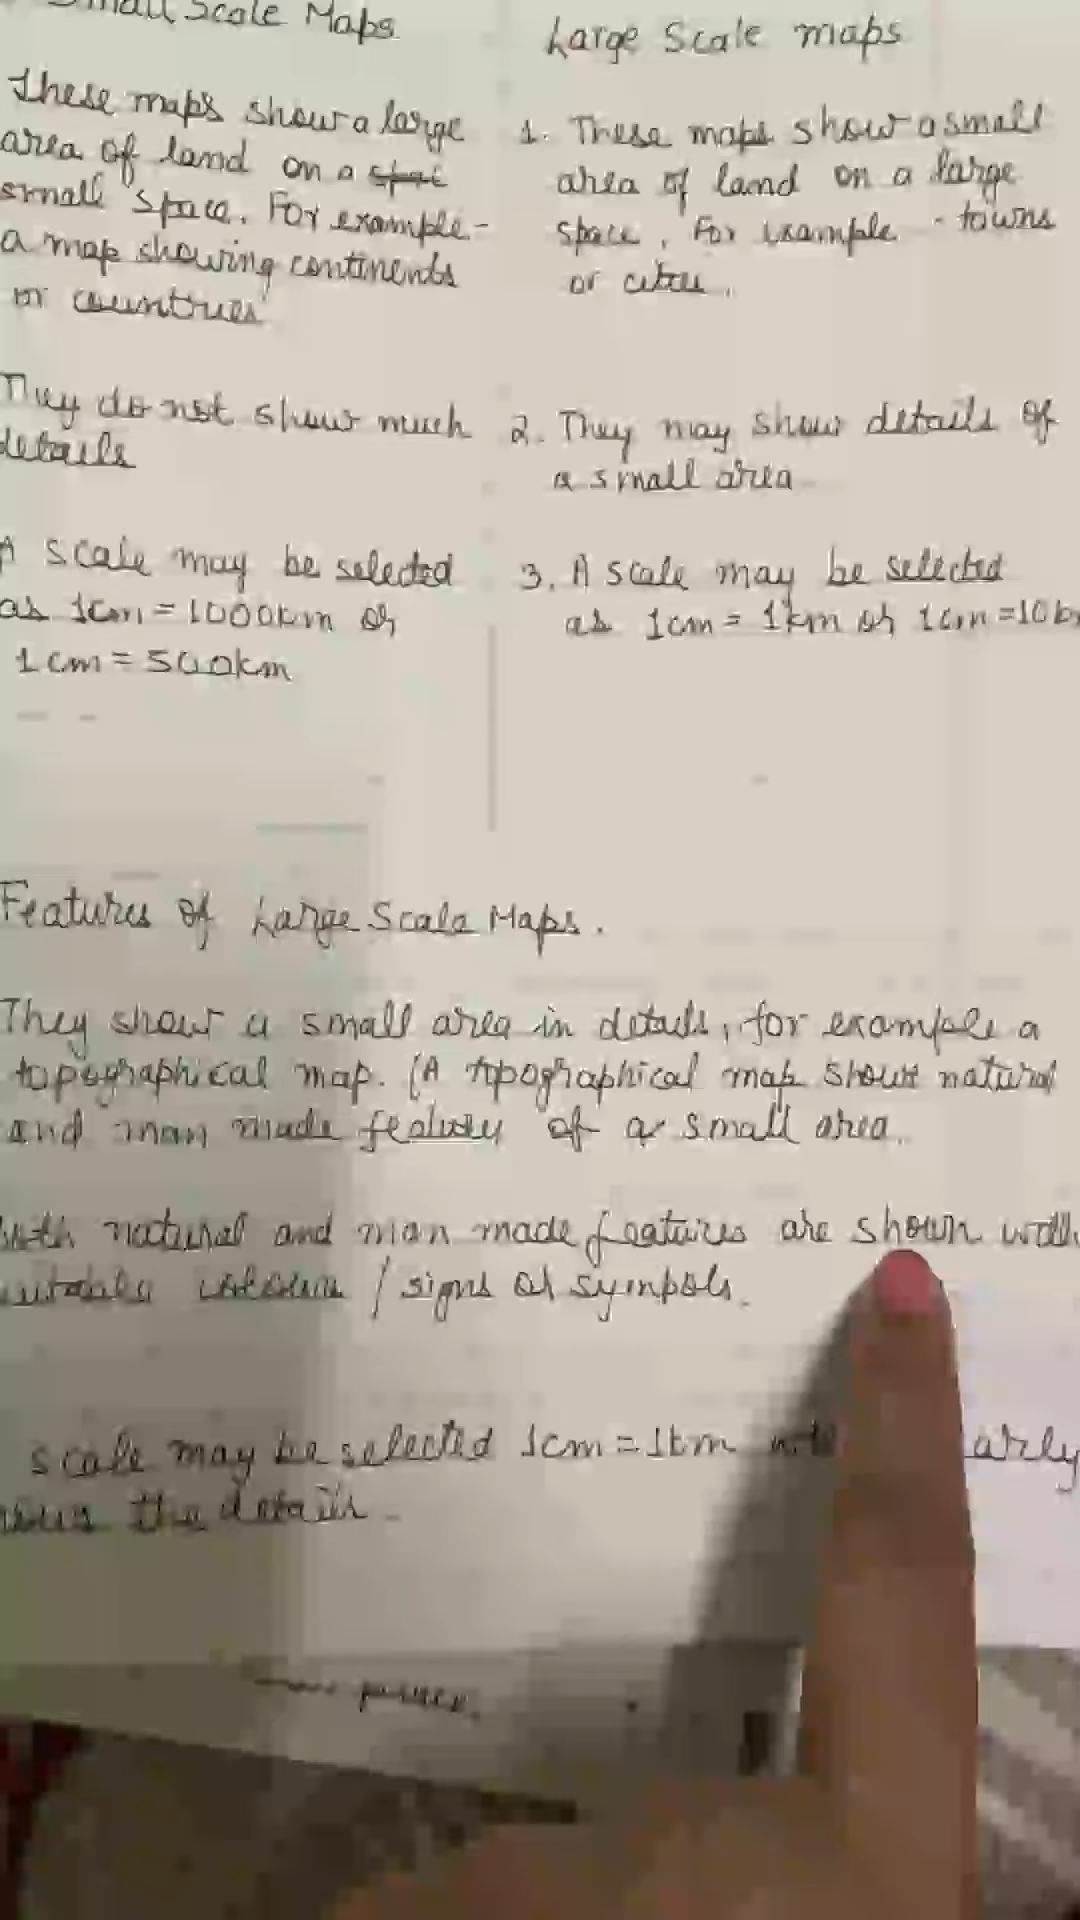 Small Scale Maps
These maps show a large
area of land on a
small space. For example-
a map showing continents
or countries
They do not show much
details
A scale may be selected
as 1cm = 1000km or
1cm = 500km
Large Scale maps
1. These maps show a small
area of land on a large
space. For example - towns
or cities.
2. They may show details of
a small area
3. A scale may be selected
as 1cm = 1km or 1cm = 10k
Features of Large Scale Maps.
They show a small area in details, for example a
topographical map. (A topographical map shows natural
and man made features of a small area.
natural and man made features are shown with
/ signs or symbols.
scale may be selected 1cm = 1km
the details.